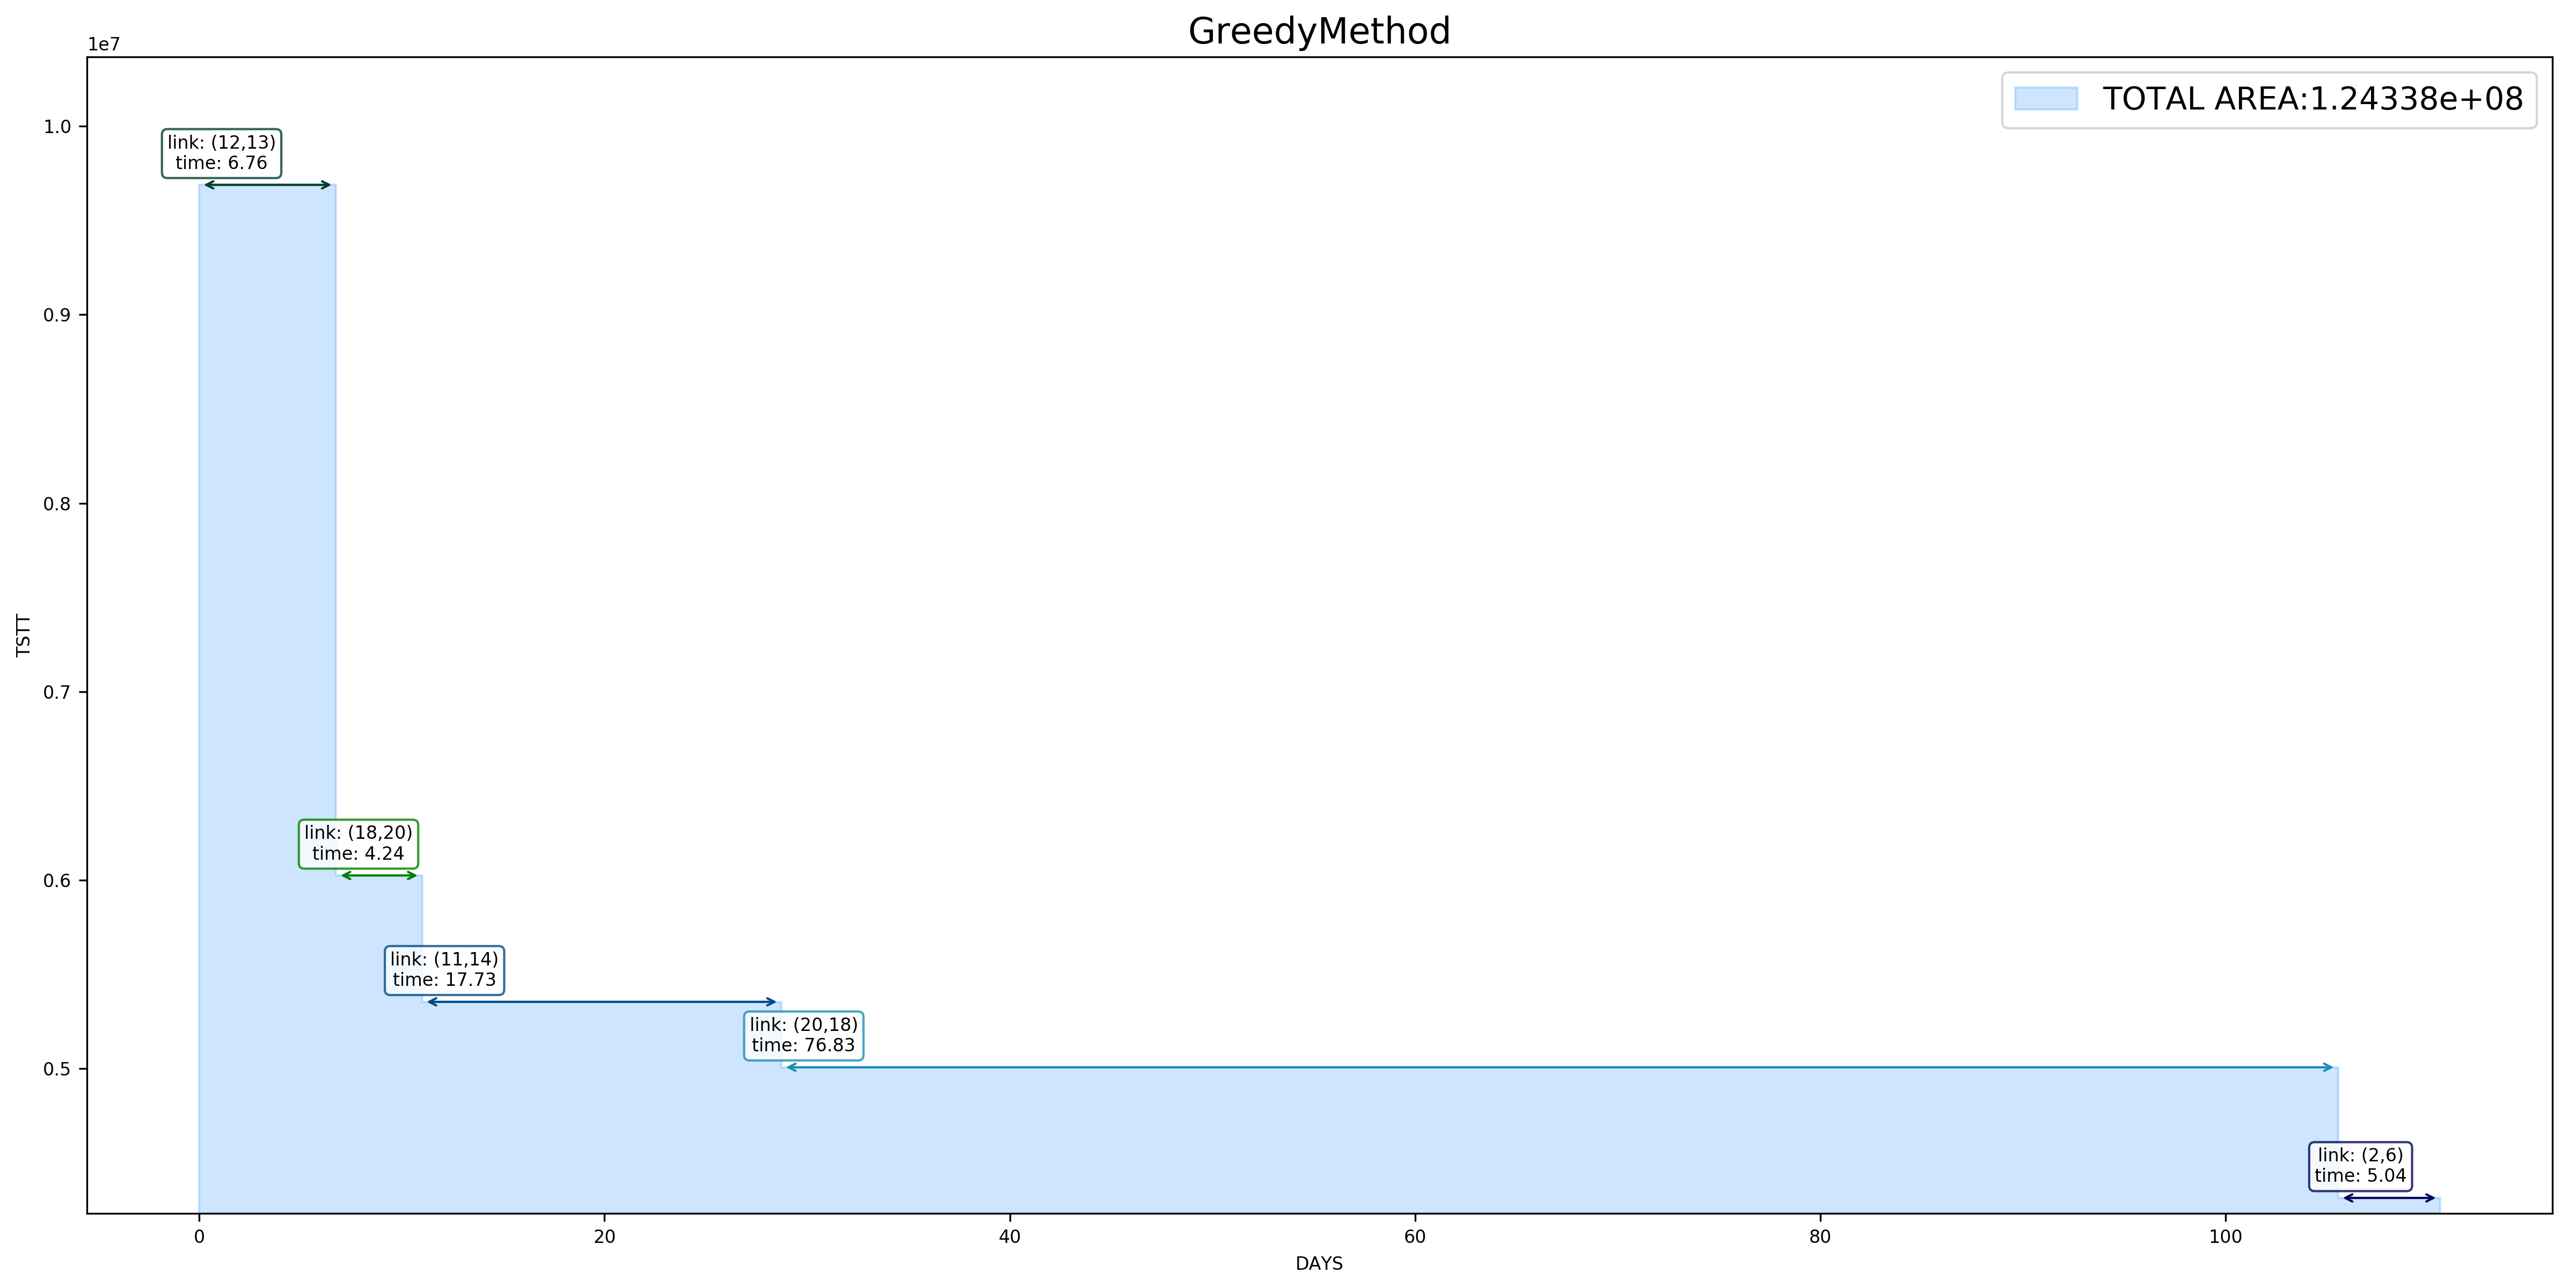 GreedyMethod
1e7
TOTAL AREA:1.24338e+08
1.0
0.9
0.8
0.7
0.6
0.5
TSTT
link: (12,13)
time: 6.76
link: (18,20)
time: 4.24
link: (11,14)
time: 17.73
link: (20,18)
time: 76.83
link: (2,6)
time: 5.04
0
20
40
60
80
100
DAYS